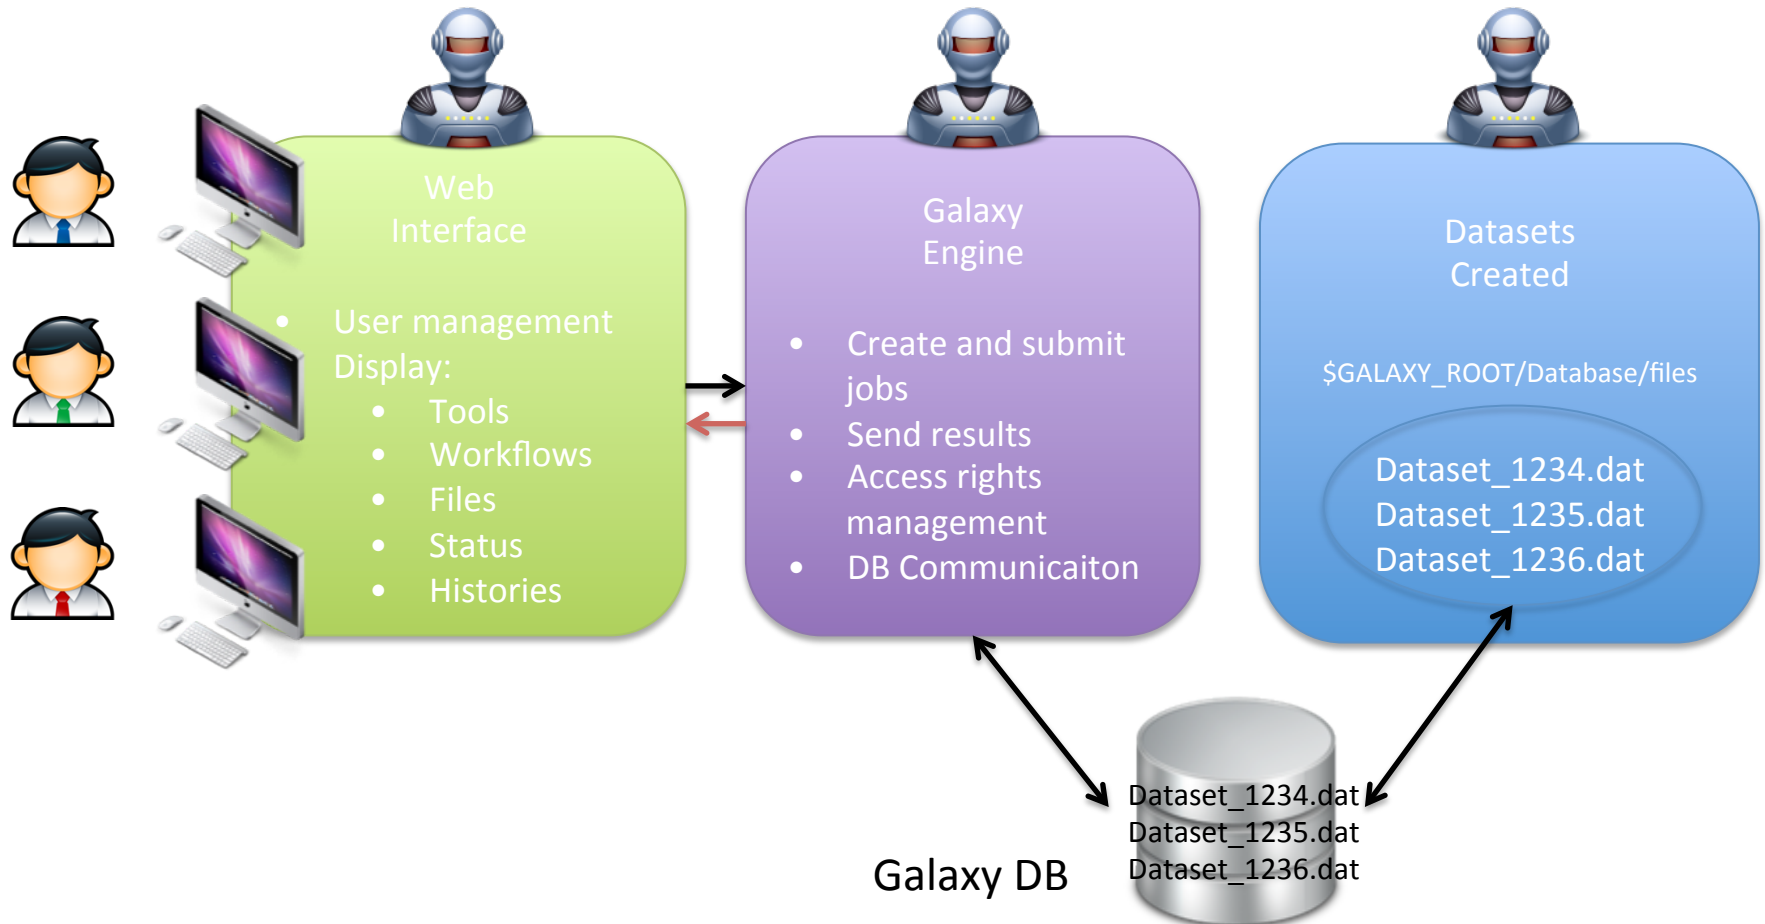 Web
Interface
• User management
Display:
• Tools
• Workflows
• Files
• Status
• Histories
Galaxy
Engine
• Create and submit
jobs
• Send results
• Access rights
management
• DB Communicaiton
Datasets
Created
$GALAXY_ROOT/Database/files
Dataset_1234.dat
Dataset_1235.dat
Dataset_1236.dat
Dataset_1234.dat
Dataset_1235.dat
Dataset_1236.dat
Galaxy DB